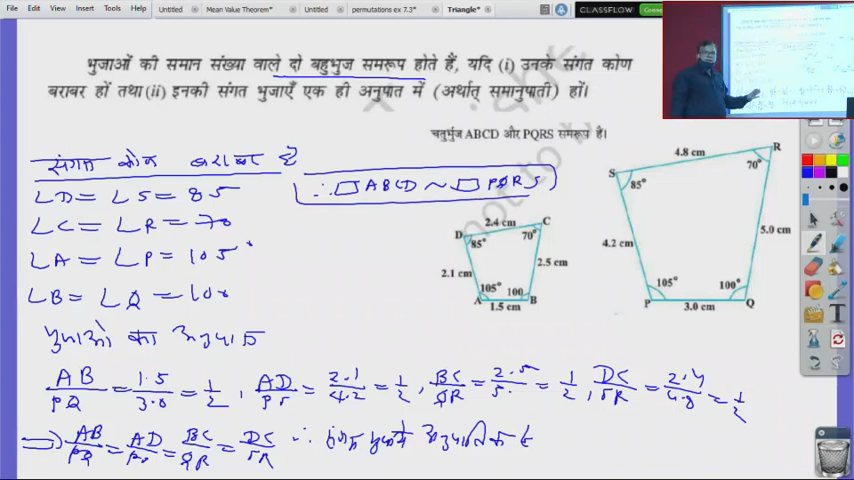 File Edit View Insert Tools Help Untitled Mean Value Theorem* Untitled permutations ex 7.3* Untitled Triangle* CLASSFLOW
भुजाओं की समान संख्या वाले दो बहुभुज समरूप होते हैं, यदि (i) उनके संगत कोण
बराबर हों तथा (ii) इनकी संगत भुजाएँ एक ही अनुपात में (अर्थात् समानुपाती) हों।
चतुर्भुज ABCD और PQRS समरूप है।
संगत कोण बराबर है
∴ □ABCD ~ □PQRS
∠D = ∠S = 85
∠C = ∠R = 70
∠A = ∠P = 105°
∠B = ∠Q = 100
D 2.4 cm C
85° 70°
2.1 cm 2.5 cm
105° 100
A 1.5 cm B
S 4.8 cm R
85° 70°
4.2 cm 5.0 cm
105° 100°
P 3.0 cm Q
भुजाओं का अनुपात
AB/PQ = 1.5/3.0 = 1/2, AD/PS = 2.1/4.2 = 1/2, BC/QR = 2.5/5. = 1/2, DC/SR = 2.4/4.8 = 1/2
⇒ AB/PQ = AD/PS = BC/QR = DC/SR ∴